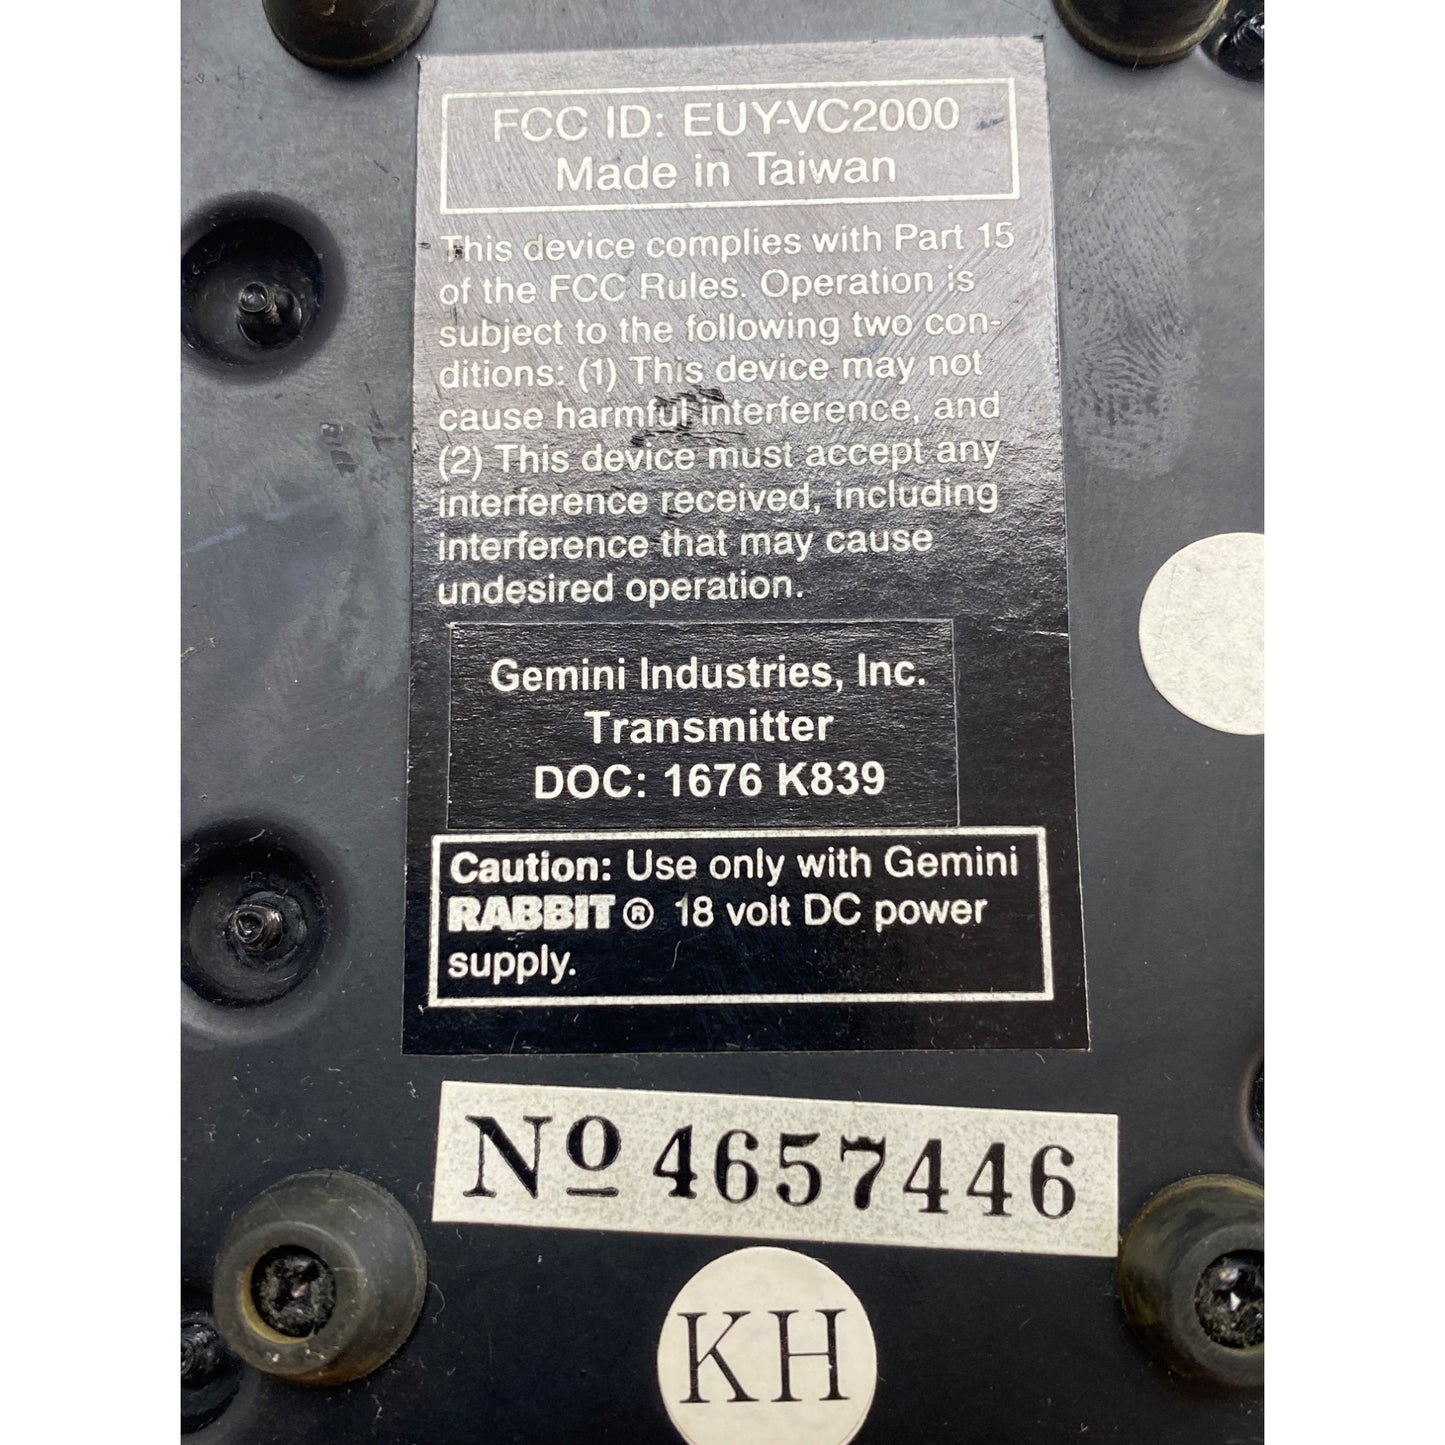 FCC ID: EUY-VC2000
Made in Taiwan
This device complies with Part 15
of the FCC Rules. Operation is
subject to the following two con-
ditions: (1) This device may not
cause harmful interference, and
(2) This device must accept any
interference received, including
interference that may cause
undesired operation.
Gemini Industries, Inc.
Transmitter
DOC: 1676 K839
Caution: Use only with Gemini
RABBIT® 18 volt DC power
supply.
Nº 4657446
KH